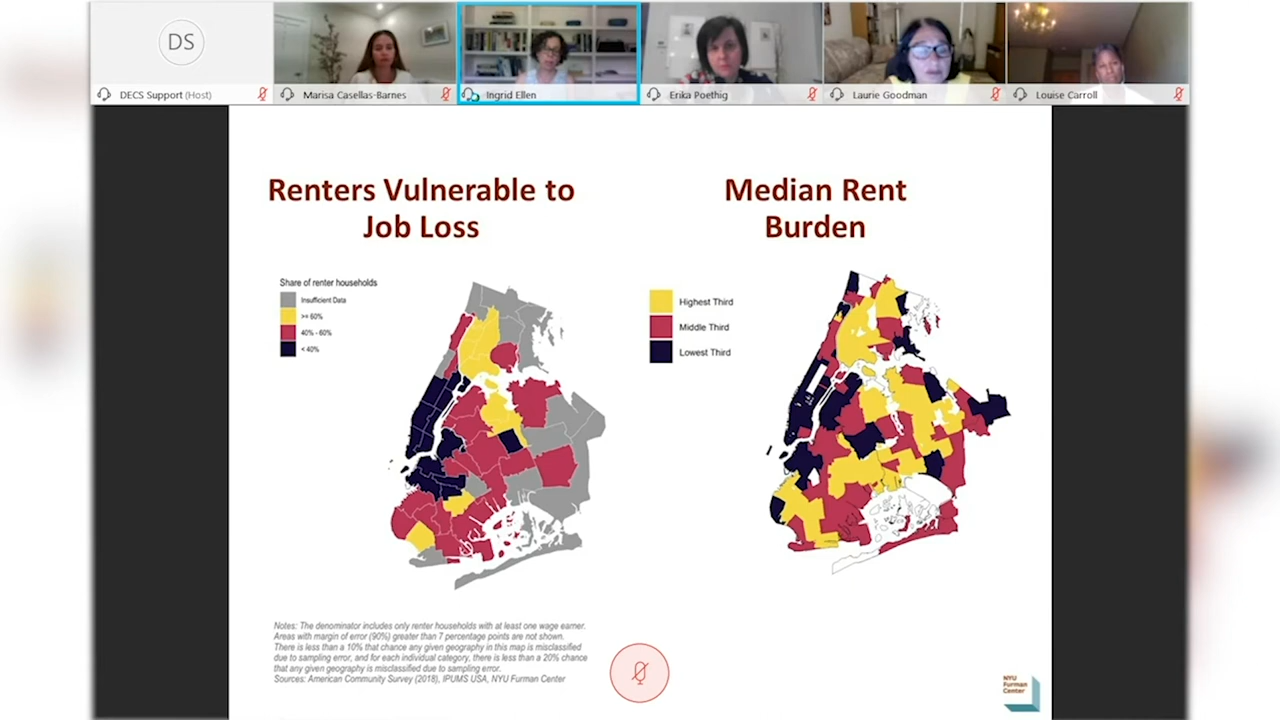 DS
DECS Support (Host)
Marisa Casellas-Barnes
Ingrid Ellen
Erika Poethig
Laurie Goodman
Louise Carroll
Renters Vulnerable to
Job Loss
Median Rent
Burden
Share of renter households
Insufficient Data
>= 60%
40% - 60%
< 40%
Highest Third
Middle Third
Lowest Third
Notes: The denominator includes only renter households with at least one wage earner.
Areas with margin of error (90%) greater than 7 percentage points are not shown.
There is less than a 10% that chance any given geography in this map is misclassified
due to sampling error, and for each individual category, there is less than a 20% chance
that any given geography is misclassified due to sampling error.
Sources: American Community Survey (2018), IPUMS USA, NYU Furman Center
NYU
Furman
Center